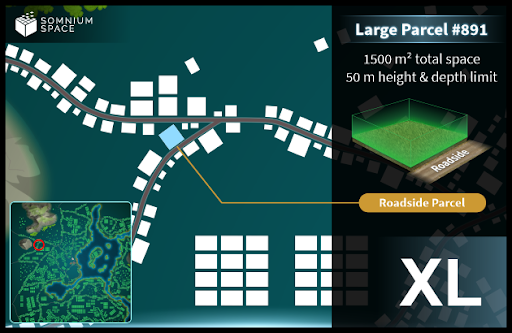 SOMNIUM
SPACE
Large Parcel #891
1500 m² total space
50 m height & depth limit
Roadside
Roadside Parcel
XL